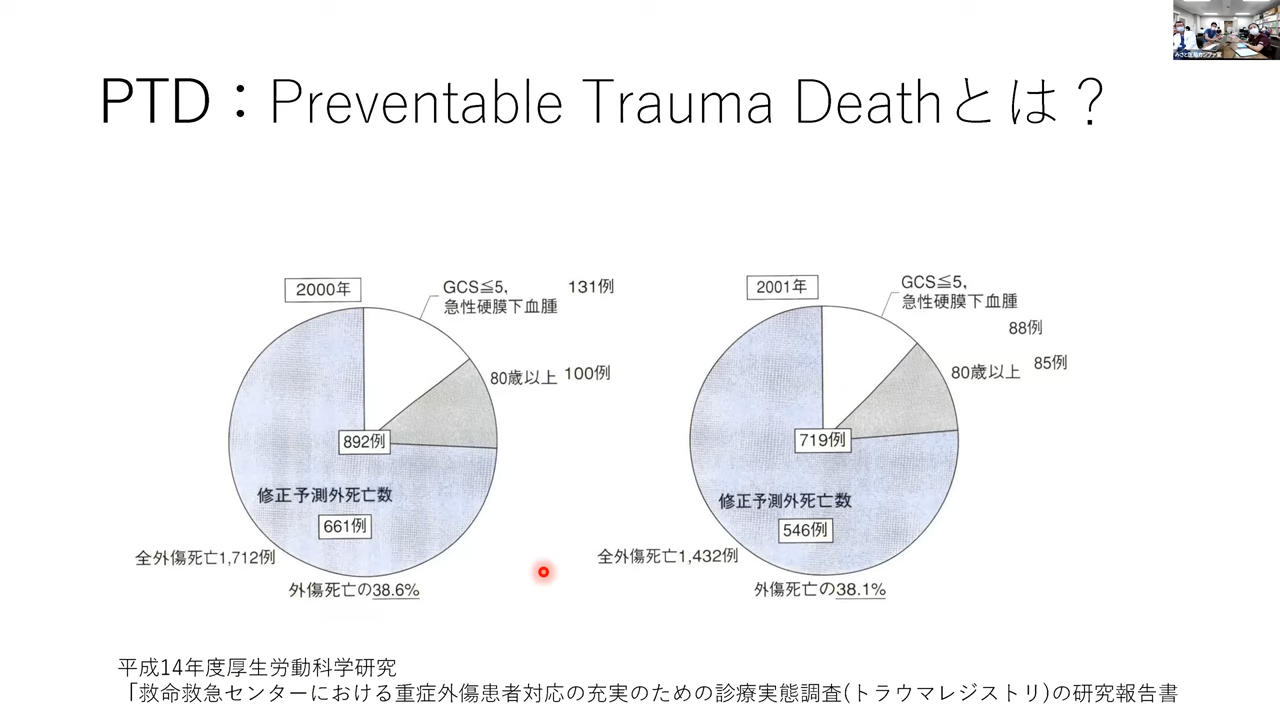 PTD：Preventable Trauma Deathとは？
2000年
GCS≦5,
急性硬膜下血腫
131例
80歳以上
100例
892例
修正予測外死亡数
661例
全外傷死亡1,712例
外傷死亡の38.6%
2001年
GCS≦5,
急性硬膜下血腫
88例
80歳以上
85例
719例
修正予測外死亡数
546例
全外傷死亡1,432例
外傷死亡の38.1%
平成14年度厚生労働科学研究
「救命救急センターにおける重症外傷患者対応の充実のための診療実態調査(トラウマレジストリ)の研究報告書